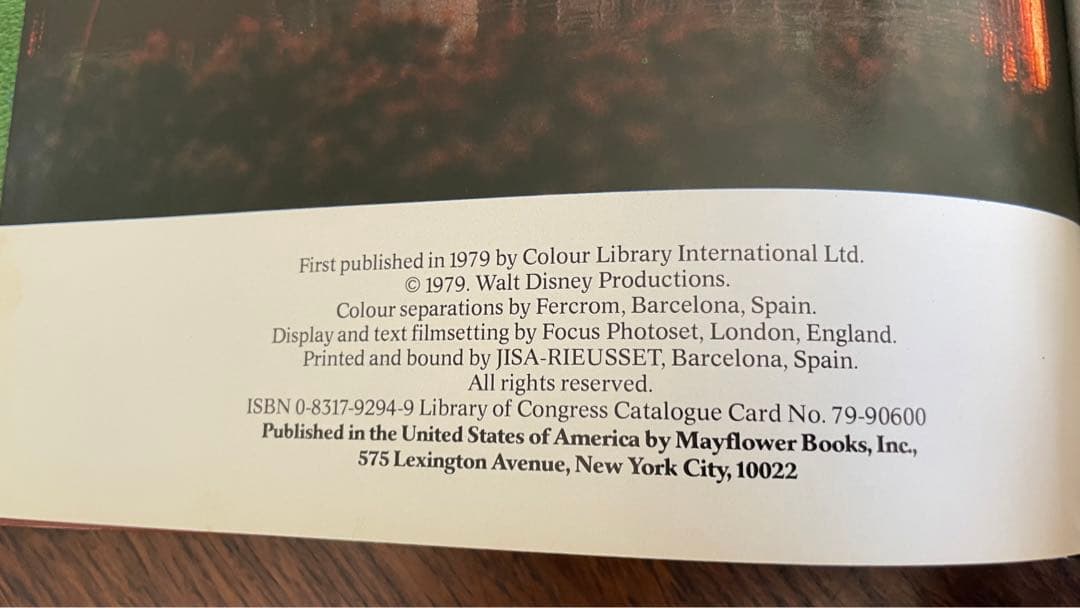 First published in 1979 by Colour Library International Ltd.
© 1979. Walt Disney Productions.
Colour separations by Fercrom, Barcelona, Spain.
Display and text filmsetting by Focus Photoset, London, England.
Printed and bound by JISA-RIEUSSET, Barcelona, Spain.
All rights reserved.
ISBN 0-8317-9294-9 Library of Congress Catalogue Card No. 79-90600
Published in the United States of America by Mayflower Books, Inc.,
575 Lexington Avenue, New York City, 10022